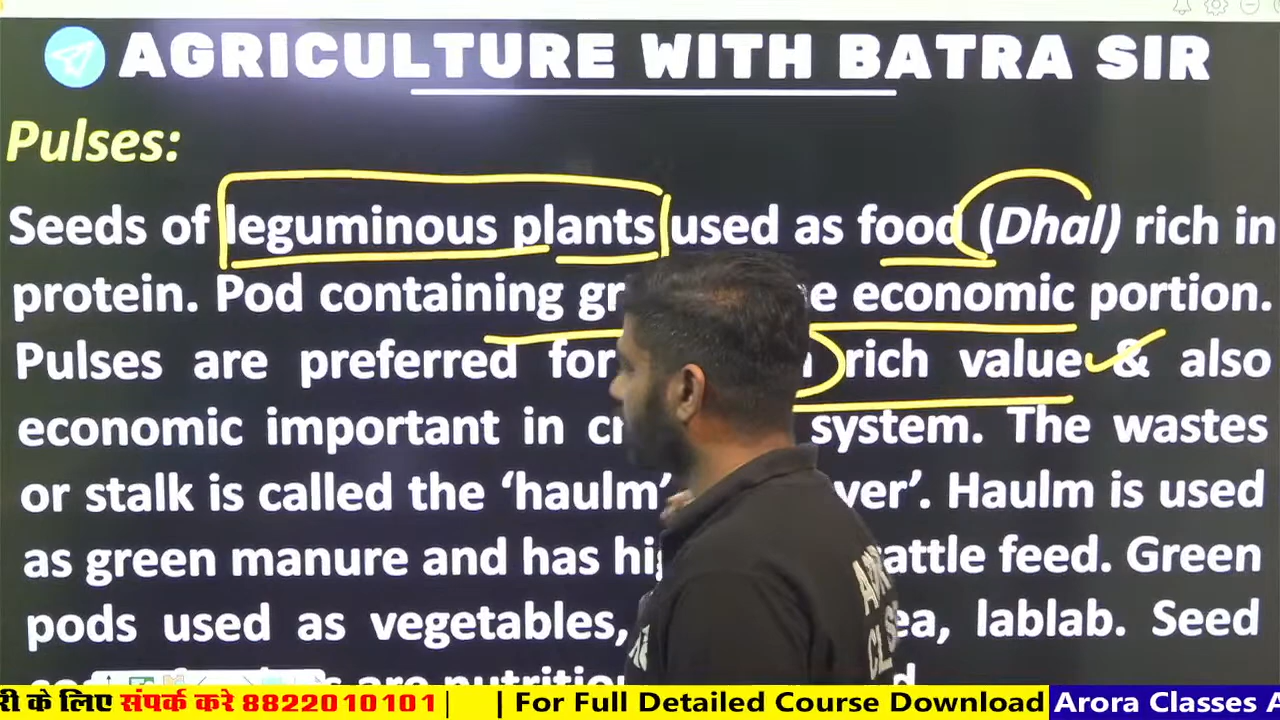 AGRICULTURE WITH BATRA SIR
Pulses:
Seeds of leguminous plants used as food (Dhal) rich in
protein. Pod containing economic portion.
Pulses are preferred for rich value & also
economic important in system. The wastes
or stalk is called the ‘haulm’ Haulm is used
as green manure and has cattle feed. Green
pods used as vegetables, lablab. Seed
are
री के लिए संपर्क करे 8822010101 | | For Full Detailed Course Download Arora Classes A